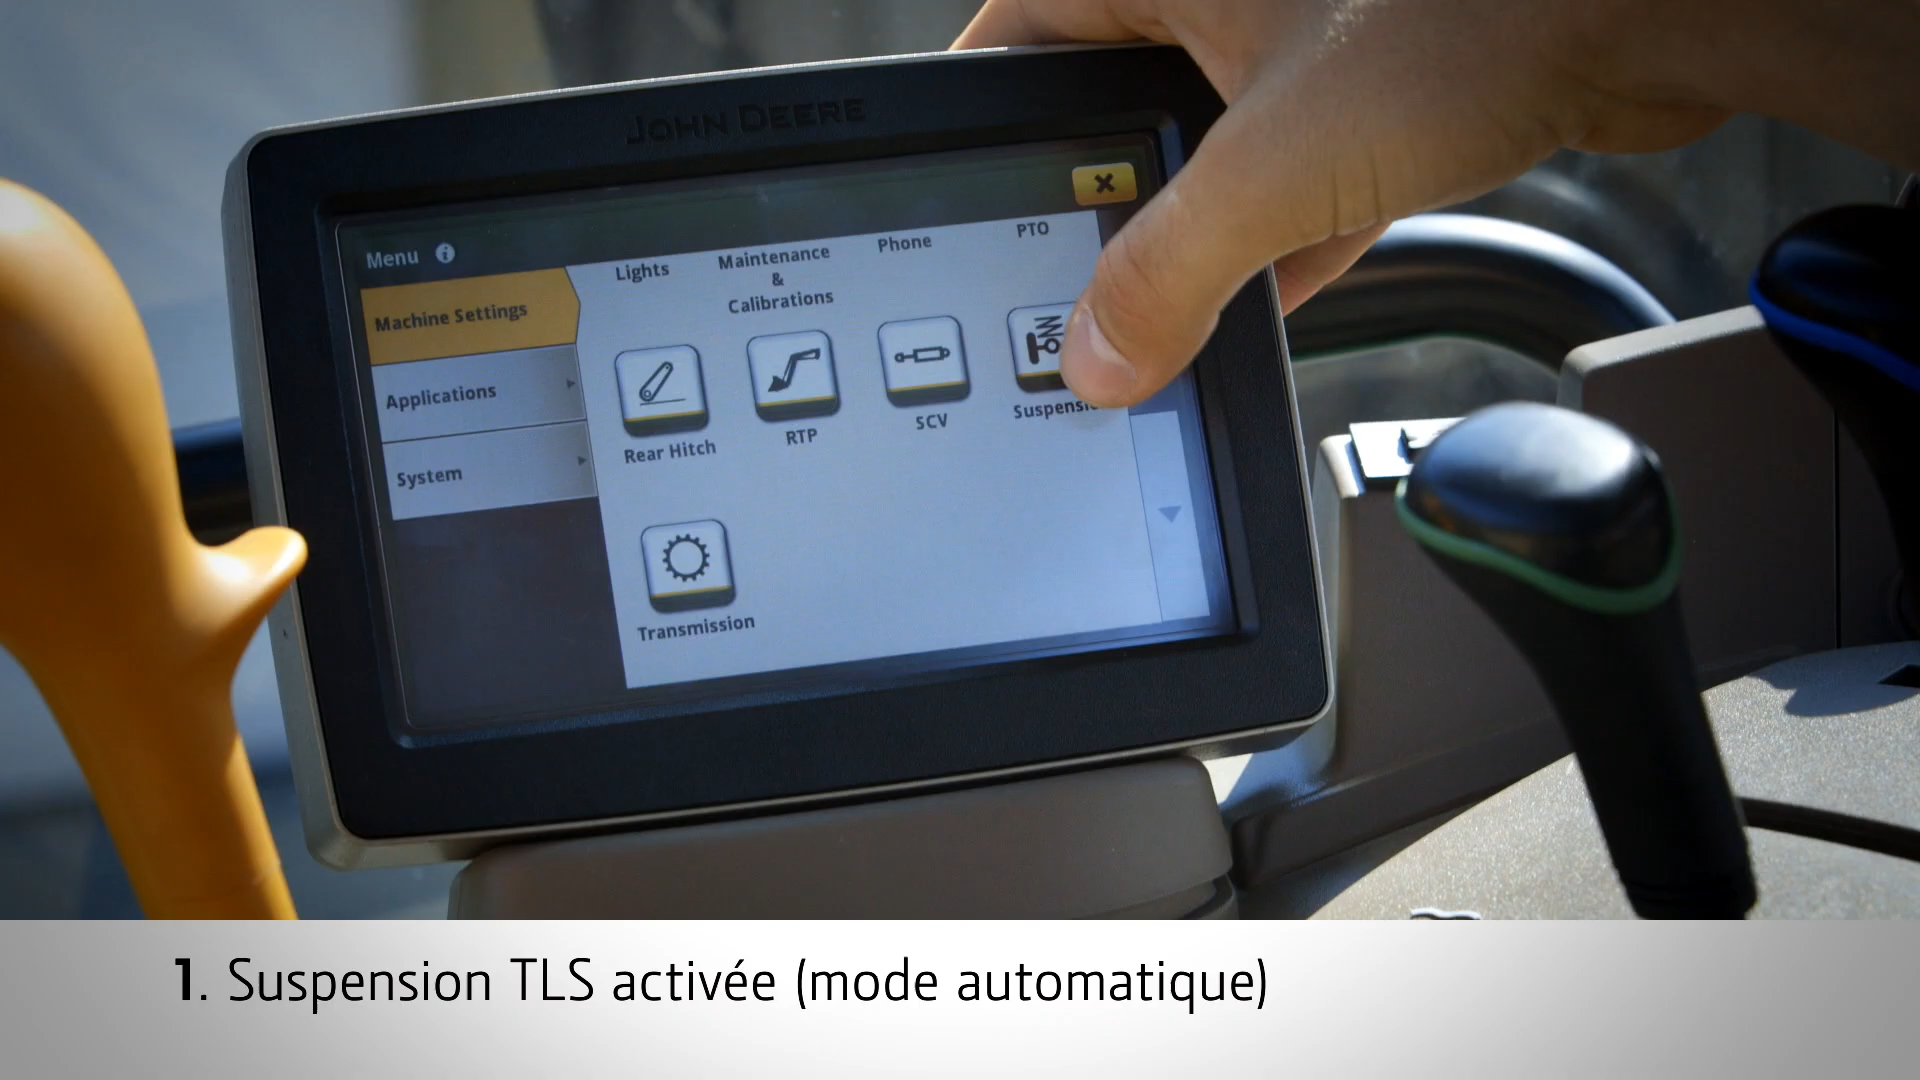 JOHN DEERE
Menu
Machine Settings
Applications
System
Lights
Maintenance
&
Calibrations
Phone
PTO
Rear Hitch
RTP
SCV
Transmission
1. Suspension TLS activée (mode automatique)